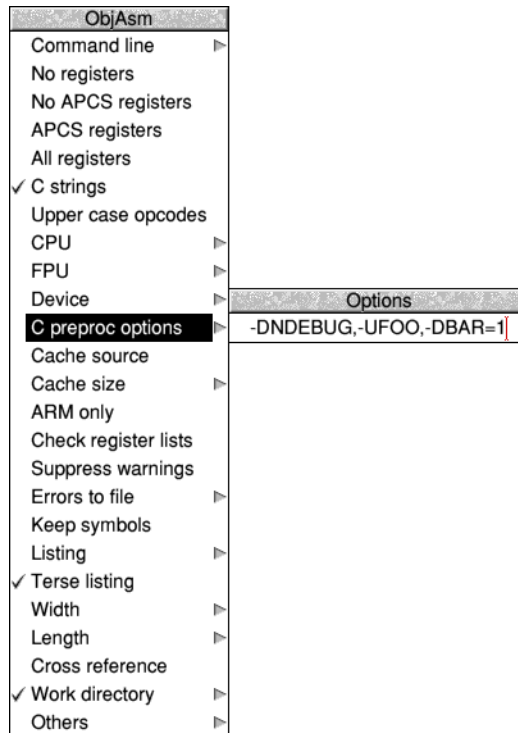 ObjAsm
Command line
No registers
No APCS registers
APCS registers
All registers
✓ C strings
Upper case opcodes
CPU
FPU
Device
Options
C preproc options
-DNDEBUG,-UFOO,-DBAR=1
Cache source
Cache size
ARM only
Check register lists
Suppress warnings
Errors to file
Keep symbols
Listing
✓ Terse listing
Width
Length
Cross reference
✓ Work directory
Others